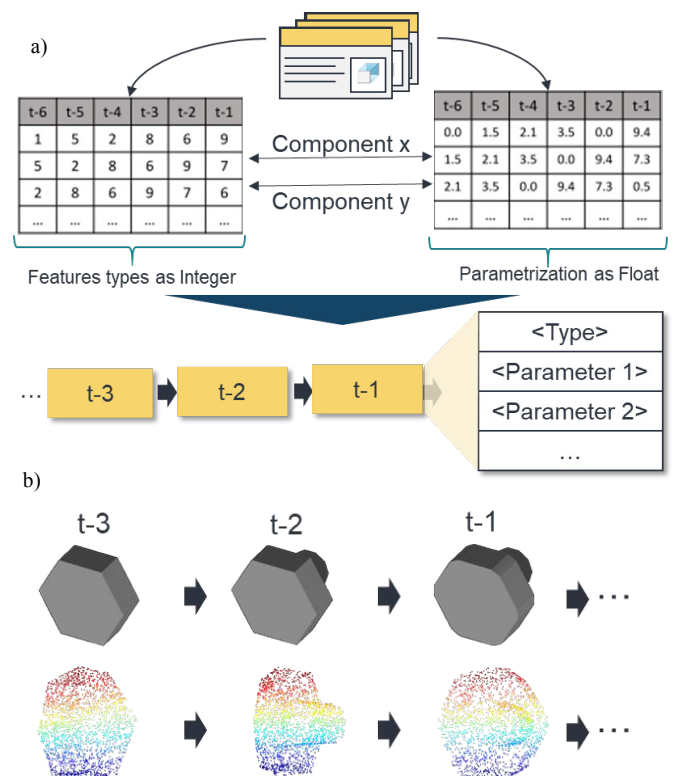 a)
t-6 t-5 t-4 t-3 t-2 t-1
1 5 2 8 6 9
5 2 8 6 9 7
2 8 6 9 7 6
... ... ... ... ... ...
Component x
Component y
t-6 t-5 t-4 t-3 t-2 t-1
0.0 1.5 2.1 3.5 0.0 9.4
1.5 2.1 3.5 0.0 9.4 7.3
2.1 3.5 0.0 9.4 7.3 0.5
... ... ... ... ... ...
Features types as Integer
Parametrization as Float
... t-3 t-2 t-1
<Type>
<Parameter 1>
<Parameter 2>
...
b)
t-3 t-2 t-1
...
...